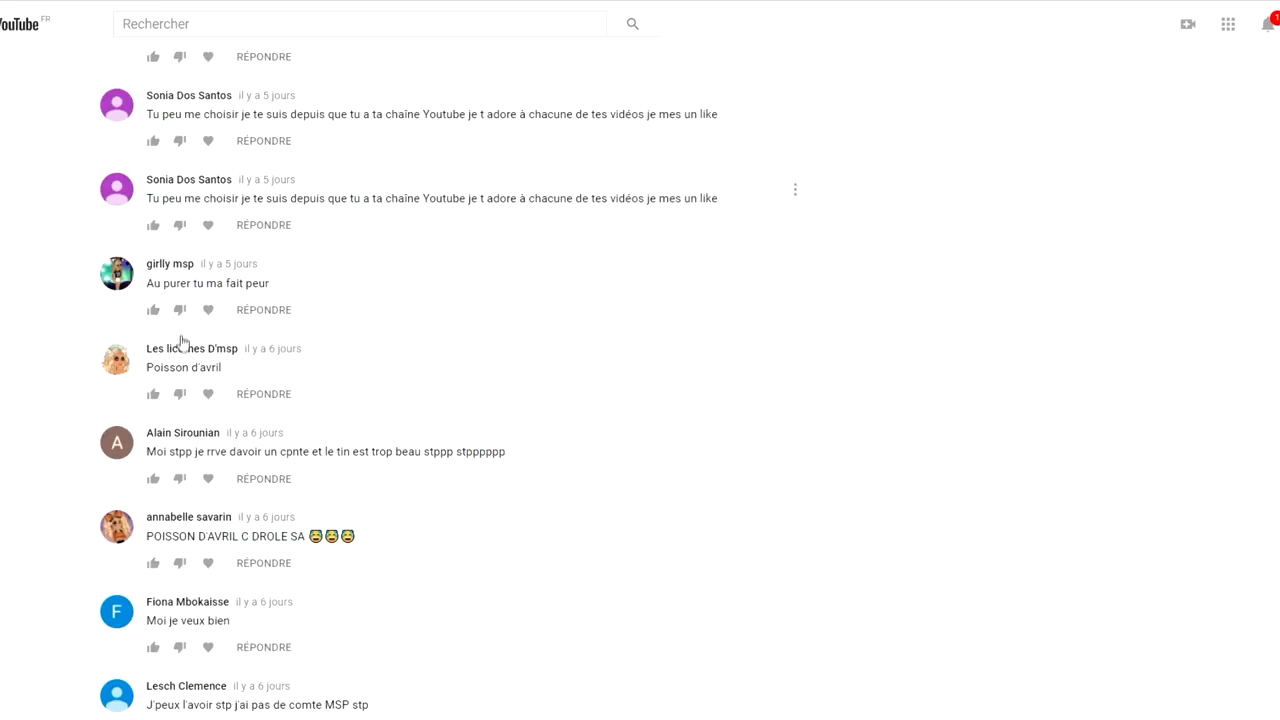 YouTube FR
Rechercher
1
RÉPONDRE
Sonia Dos Santos il y a 5 jours
Tu peu me choisir je te suis depuis que tu a ta chaîne Youtube je t adore à chacune de tes vidéos je mes un like
RÉPONDRE
Sonia Dos Santos il y a 5 jours
Tu peu me choisir je te suis depuis que tu a ta chaîne Youtube je t adore à chacune de tes vidéos je mes un like
RÉPONDRE
girlly msp il y a 5 jours
Au purer tu ma fait peur
RÉPONDRE
Les licornes D'msp il y a 6 jours
Poisson d'avril
RÉPONDRE
A
Alain Sirounian il y a 6 jours
Moi stpp je rrve davoir un cpnte et le tin est trop beau stppp stpppppp
RÉPONDRE
annabelle savarin il y a 6 jours
POISSON D'AVRIL C DROLE SA 😅😅😅
RÉPONDRE
F
Fiona Mbokaisse il y a 6 jours
Moi je veux bien
RÉPONDRE
Lesch Clemence il y a 6 jours
J'peux l'avoir stp j'ai pas de comte MSP stp